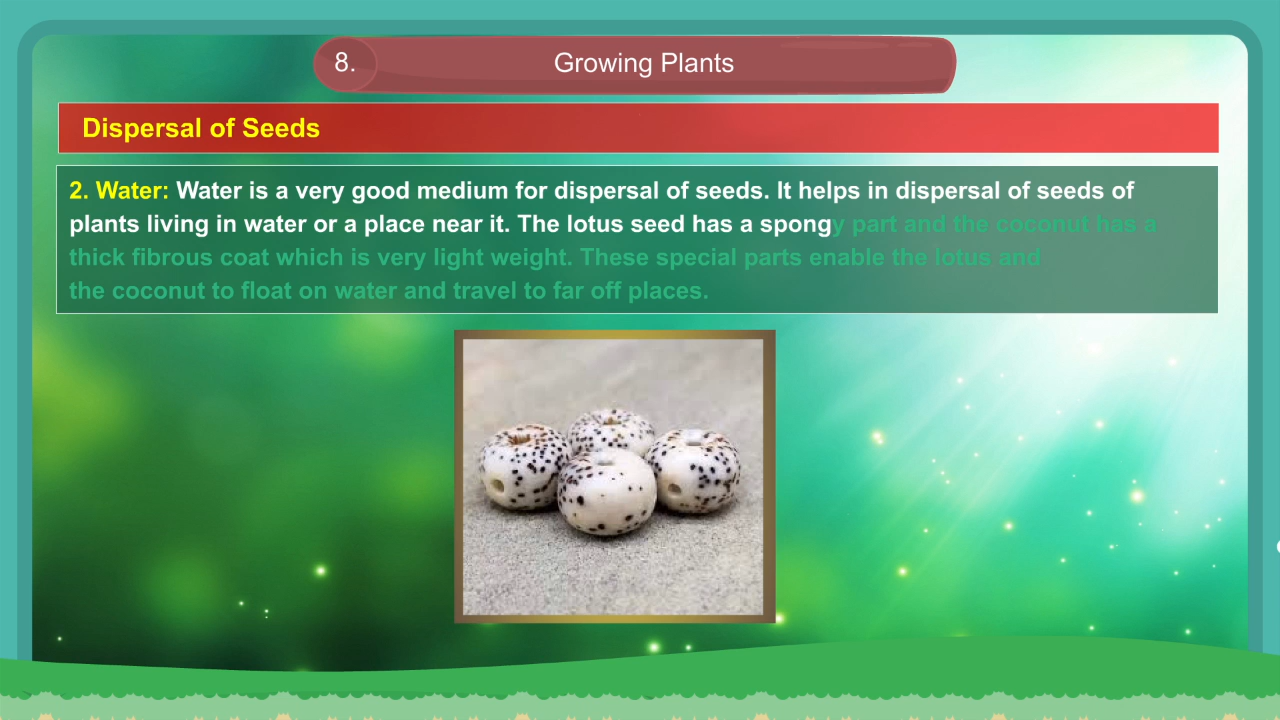 8.
Growing Plants
Dispersal of Seeds
2. Water: Water is a very good medium for dispersal of seeds. It helps in dispersal of seeds of
plants living in water or a place near it. The lotus seed has a spongy part and the coconut has a
thick fibrous coat which is very light weight. These special parts enable the lotus and
the coconut to float on water and travel to far off places.